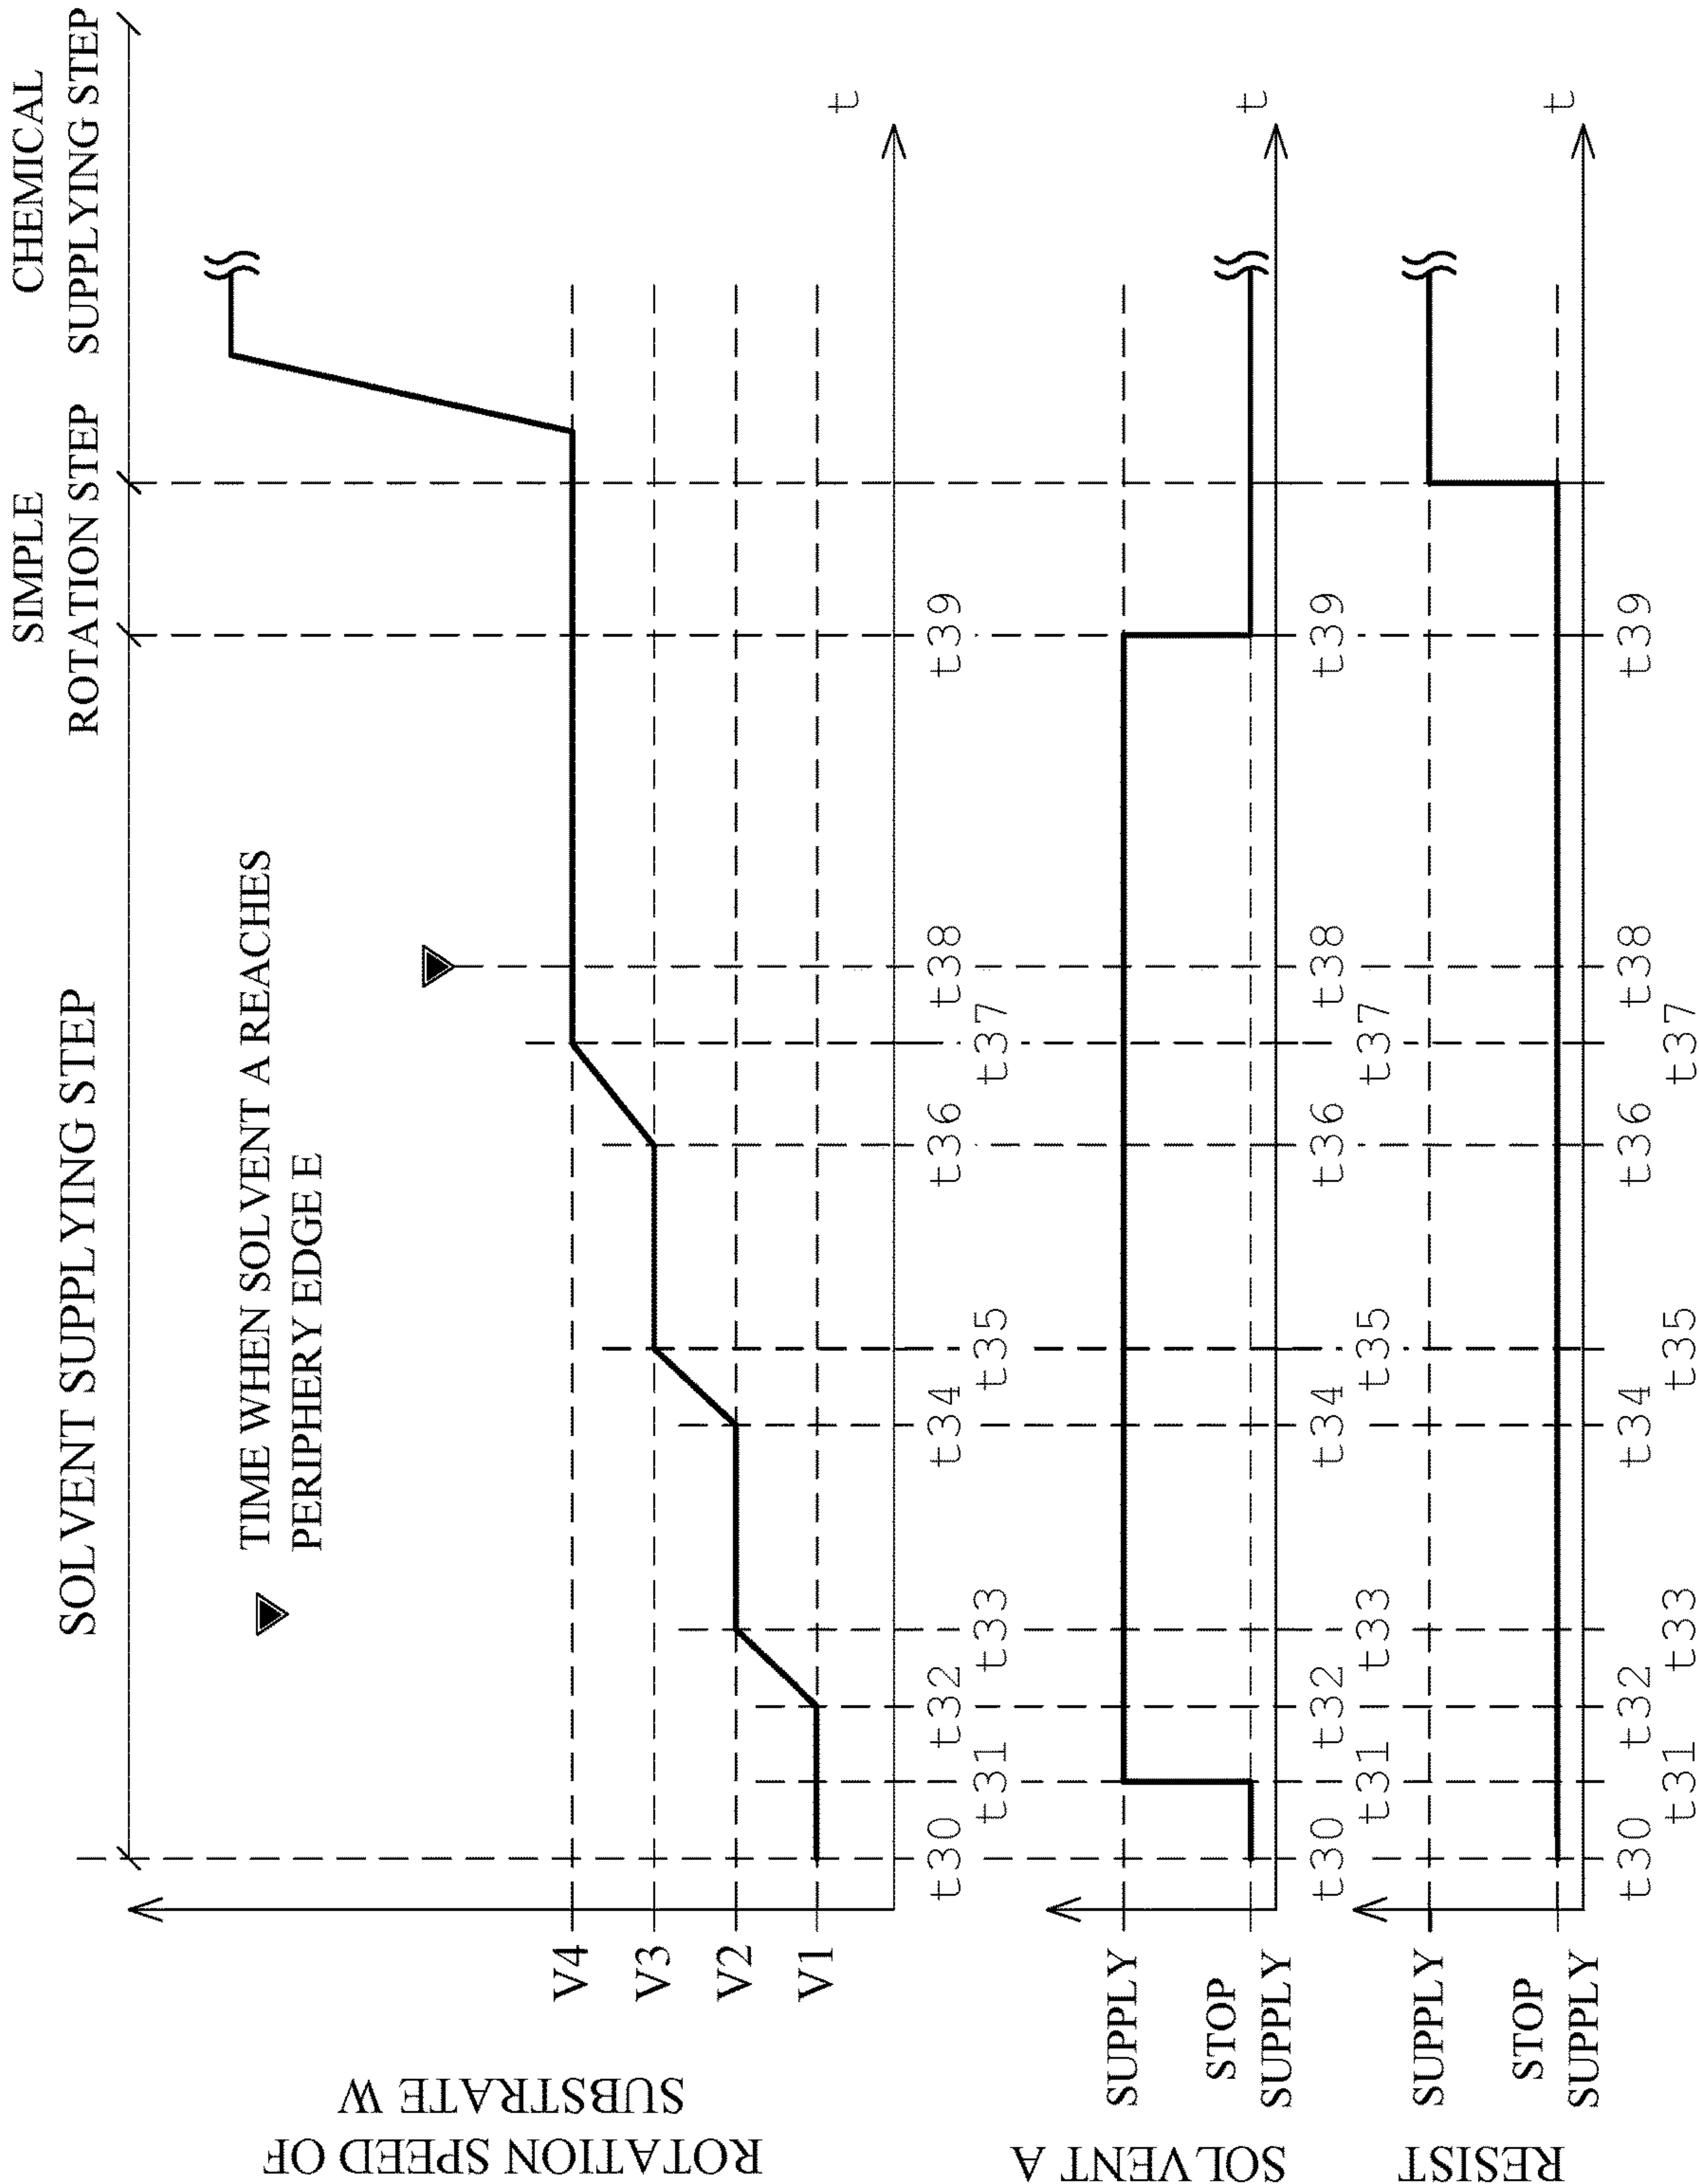 SOLVENT SUPPLYING STEP
SIMPLE
ROTATION STEP
CHEMICAL
SUPPLYING STEP
TIME WHEN SOLVENT A REACHES
PERIPHERY EDGE E
ROTATION SPEED OF
SUBSTRATE W
V4
V3
V2
V1
t
t30 t32 t34 t36 t38 t39
t31 t33 t35 t37
SOLVENT A
SUPPLY
STOP
SUPPLY
t
t30 t32 t34 t36 t38 t39
t31 t33 t35 t37
RESIST
SUPPLY
STOP
SUPPLY
t
t30 t32 t34 t36 t38 t39
t31 t33 t35 t37